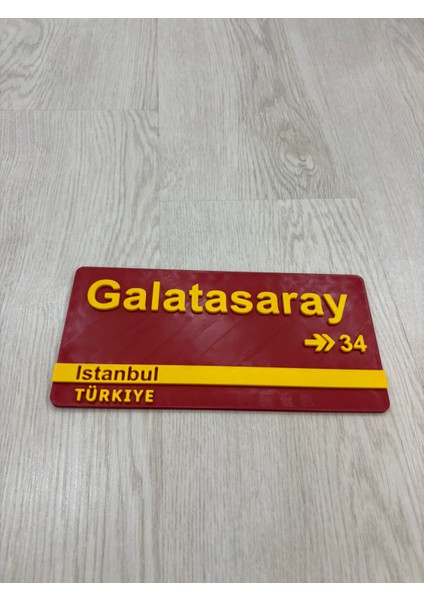 Galatasaray
34
Istanbul
TÜRKIYE